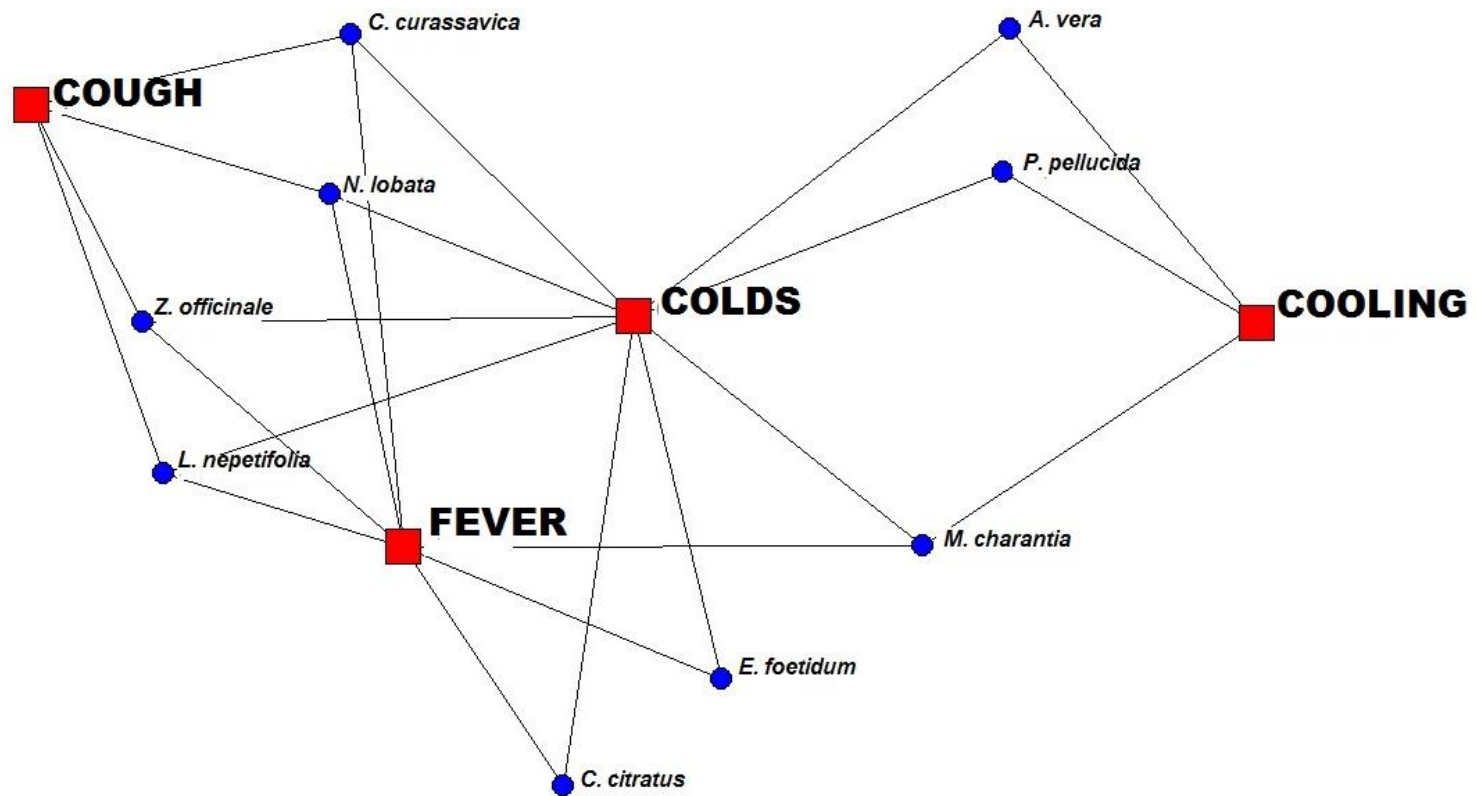 C. curassavica
A. vera
COUGH
P. pellucida
N. lobata
Z. officinale
COLDS
COOLING
L. nepetifolia
FEVER
M. charantia
E. foetidum
C. citratus